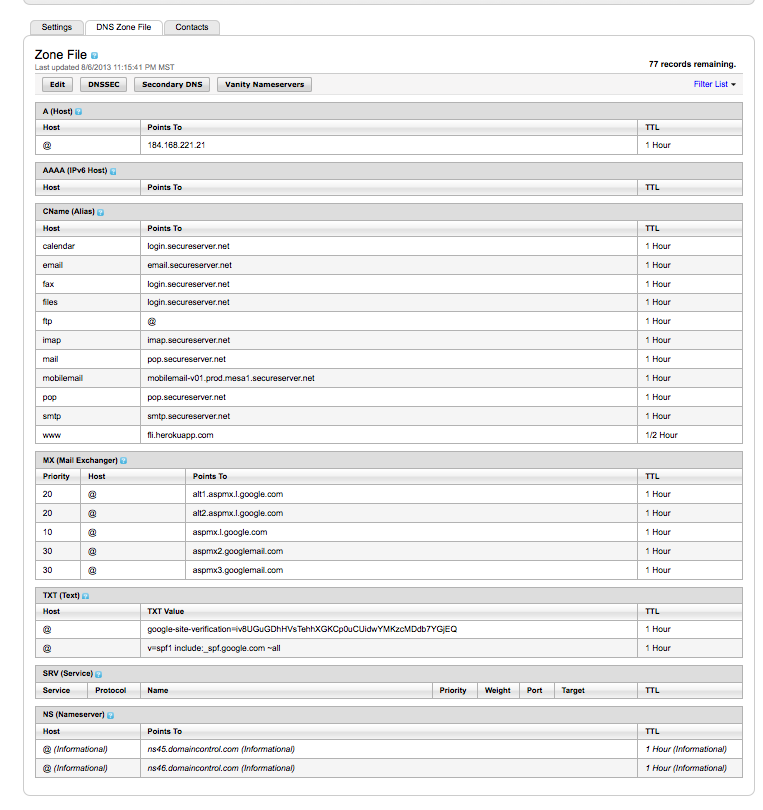 Settings DNS Zone File Contacts
Zone File
Last updated 8/6/2013 11:15:41 PM MST
77 records remaining.
Edit DNSSEC Secondary DNS Vanity Nameservers Filter List
A (Host)
Host Points To TTL
@ 184.168.221.21 1 Hour
AAAA (IPv6 Host)
Host Points To TTL
CName (Alias)
Host Points To TTL
calendar login.secureserver.net 1 Hour
email email.secureserver.net 1 Hour
fax login.secureserver.net 1 Hour
files login.secureserver.net 1 Hour
ftp @ 1 Hour
imap imap.secureserver.net 1 Hour
mail pop.secureserver.net 1 Hour
mobilemail mobilemail-v01.prod.mesa1.secureserver.net 1 Hour
pop pop.secureserver.net 1 Hour
smtp smtp.secureserver.net 1 Hour
www fli.herokuapp.com 1/2 Hour
MX (Mail Exchanger)
Priority Host Points To TTL
20 @ alt1.aspmx.l.google.com 1 Hour
20 @ alt2.aspmx.l.google.com 1 Hour
10 @ aspmx.l.google.com 1 Hour
30 @ aspmx2.googlemail.com 1 Hour
30 @ aspmx3.googlemail.com 1 Hour
TXT (Text)
Host TXT Value TTL
@ google-site-verification=iv8UGuGDhHVsTehhXGKCp0uCUidwYMKzcMDdb7YGjEQ 1 Hour
@ v=spf1 include:_spf.google.com ~all 1 Hour
SRV (Service)
Service Protocol Name Priority Weight Port Target TTL
NS (Nameserver)
Host Points To TTL
@ (Informational) ns45.domaincontrol.com (Informational) 1 Hour (Informational)
@ (Informational) ns46.domaincontrol.com (Informational) 1 Hour (Informational)